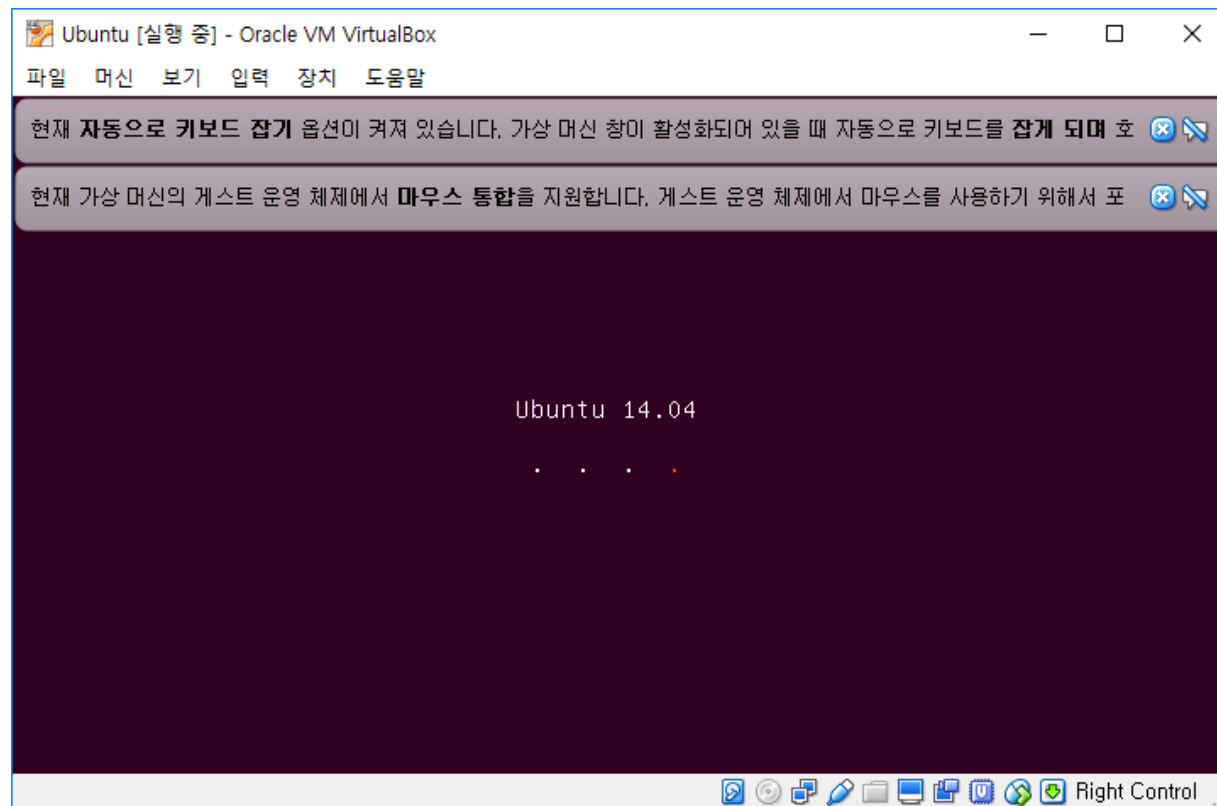 Ubuntu [실행 중] - Oracle VM VirtualBox
파일 머신 보기 입력 장치 도움말
현재 자동으로 키보드 잡기 옵션이 켜져 있습니다. 가상 머신 창이 활성화되어 있을 때 자동으로 키보드를 잡게 되며 호
현재 가상 머신의 게스트 운영 체제에서 마우스 통합을 지원합니다. 게스트 운영 체제에서 마우스를 사용하기 위해서 포
Ubuntu 14.04
. . . .
Right Control